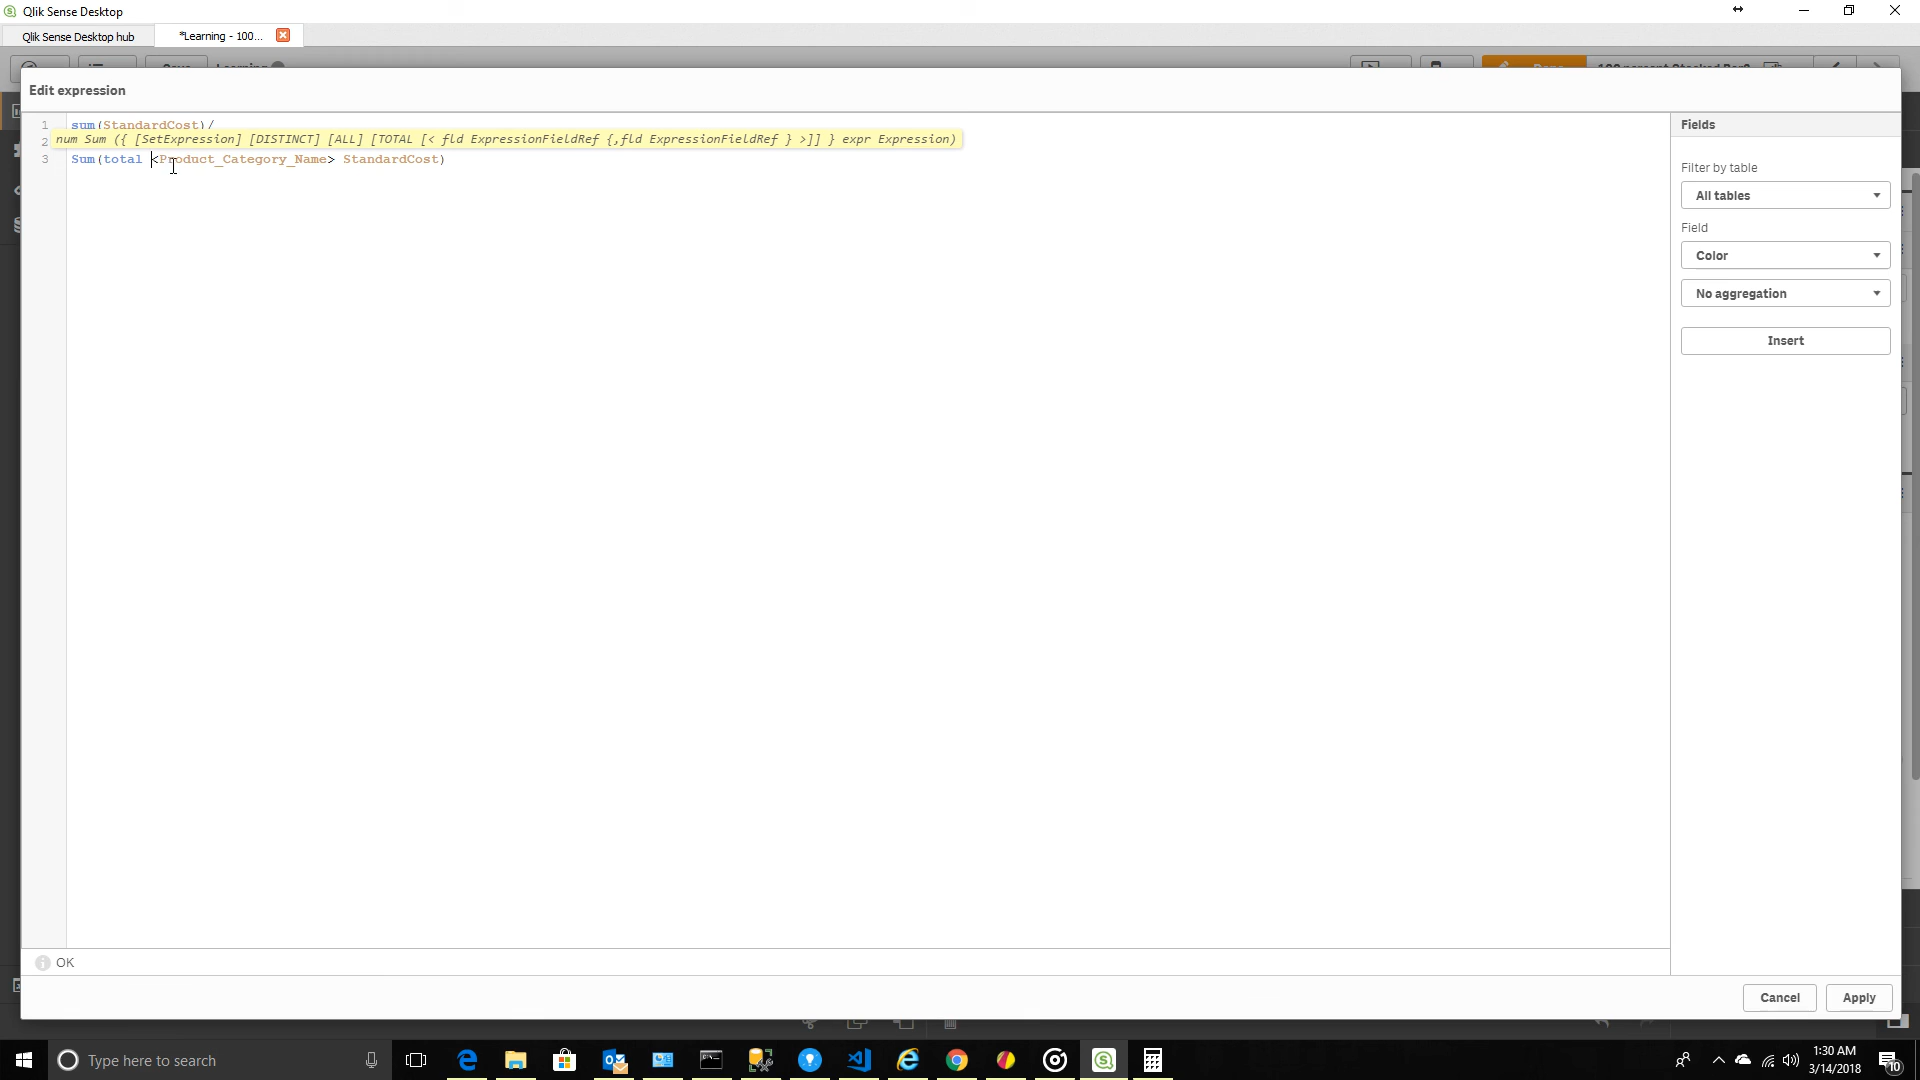 Qlik Sense Desktop
Qlik Sense Desktop hub
*Learning - 100...
Edit expression
1 sum(StandardCost)/
2 num Sum ({ [SetExpression] [DISTINCT] [ALL] [TOTAL [< fld ExpressionFieldRef {,fld ExpressionFieldRef } >]] } expr Expression)
3 Sum(total <Product_Category_Name> StandardCost)
Fields
Filter by table
All tables
Field
Color
No aggregation
Insert
OK
Cancel
Apply
Type here to search
1:30 AM
3/14/2018
10